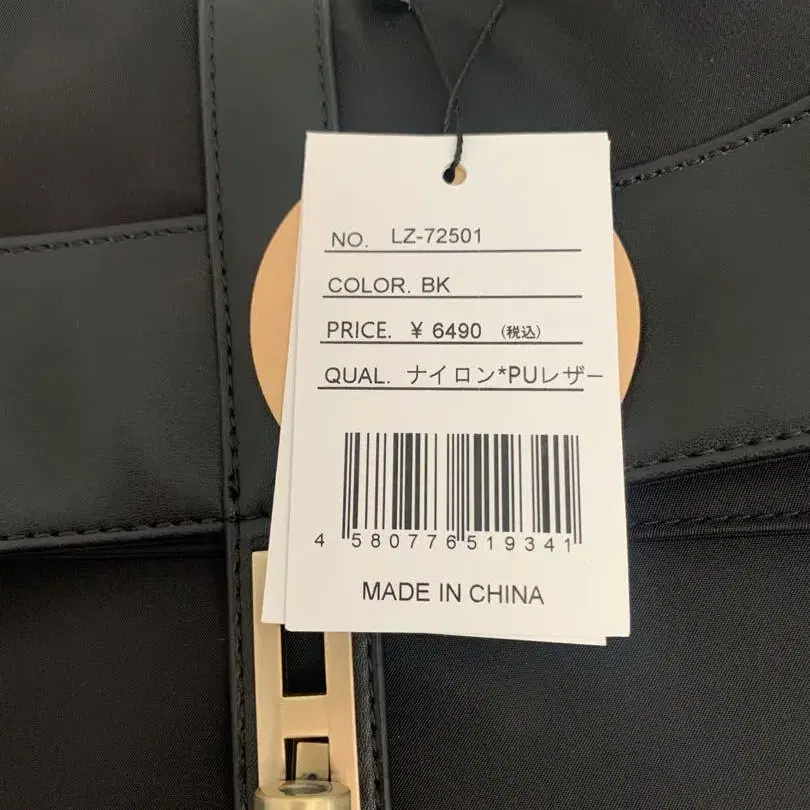 NO. LZ-72501
COLOR. BK
PRICE. ¥ 6490 (税込)
QUAL. ナイロン*PUレザー
4 580776 519341
MADE IN CHINA